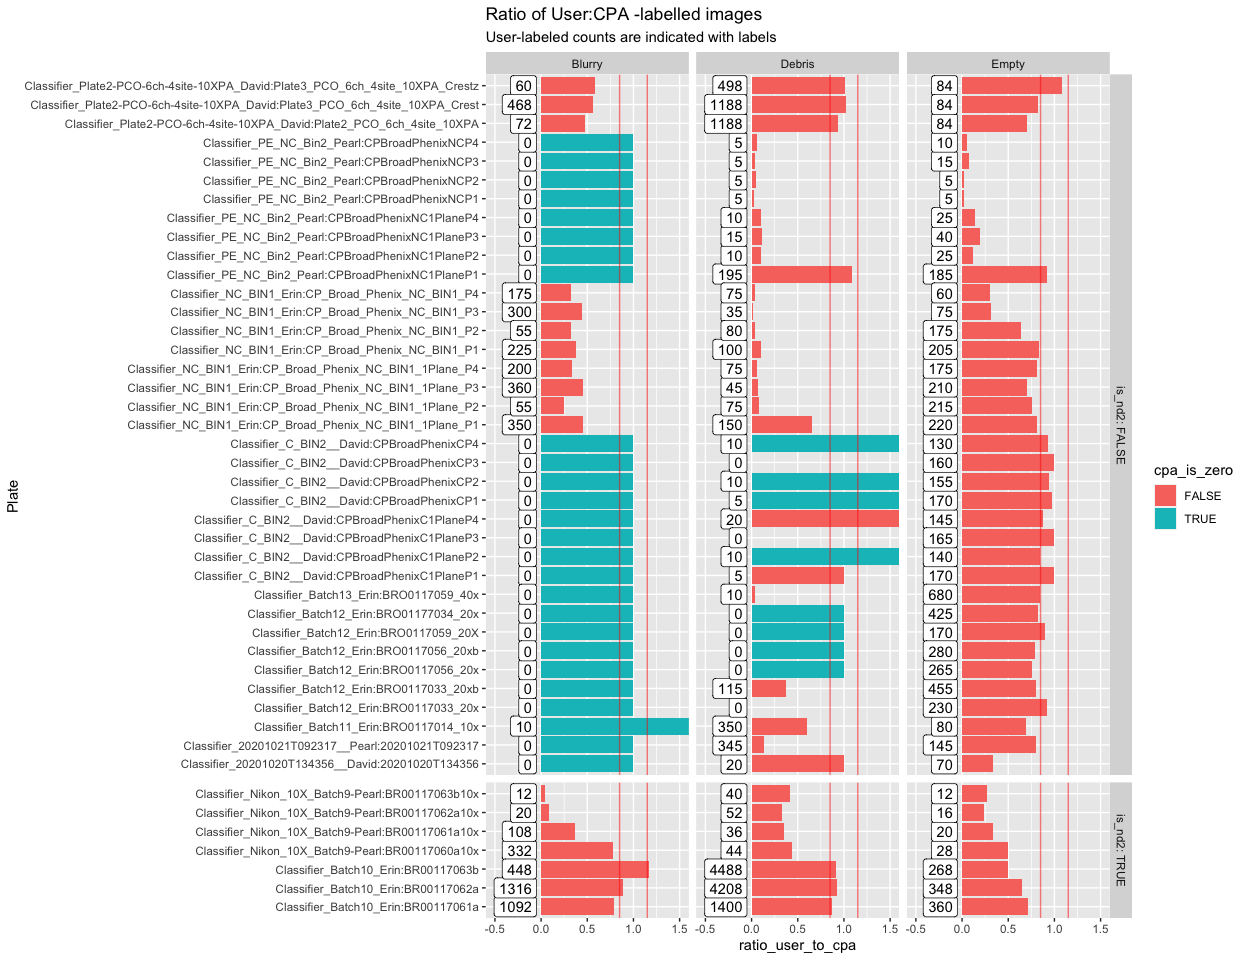 Ratio of User:CPA -labelled images
User-labeled counts are indicated with labels
Blurry Debris Empty
Classifier_Plate2-PCO-6ch-4site-10XPA_David:Plate3_PCO_6ch_4site_10XPA_Crestz 60 498 84
Classifier_Plate2-PCO-6ch-4site-10XPA_David:Plate3_PCO_6ch_4site_10XPA_Crest 468 1188 84
Classifier_Plate2-PCO-6ch-4site-10XPA_David:Plate2_PCO_6ch_4site_10XPA 72 1188 84
Classifier_PE_NC_Bin2_Pearl:CPBroadPhenixNCP4 0 5 10
Classifier_PE_NC_Bin2_Pearl:CPBroadPhenixNCP3 0 5 15
Classifier_PE_NC_Bin2_Pearl:CPBroadPhenixNCP2 0 5 5
Classifier_PE_NC_Bin2_Pearl:CPBroadPhenixNCP1 0 5 5
Classifier_PE_NC_Bin2_Pearl:CPBroadPhenixNC1PlaneP4 0 10 25
Classifier_PE_NC_Bin2_Pearl:CPBroadPhenixNC1PlaneP3 0 15 40
Classifier_PE_NC_Bin2_Pearl:CPBroadPhenixNC1PlaneP2 0 10 25
Classifier_PE_NC_Bin2_Pearl:CPBroadPhenixNC1PlaneP1 0 195 185
Classifier_NC_BIN1_Erin:CP_Broad_Phenix_NC_BIN1_P4 175 75 60
Classifier_NC_BIN1_Erin:CP_Broad_Phenix_NC_BIN1_P3 300 35 75
Classifier_NC_BIN1_Erin:CP_Broad_Phenix_NC_BIN1_P2 55 80 175
Classifier_NC_BIN1_Erin:CP_Broad_Phenix_NC_BIN1_P1 225 100 205
Classifier_NC_BIN1_Erin:CP_Broad_Phenix_NC_BIN1_1Plane_P4 200 75 175
Classifier_NC_BIN1_Erin:CP_Broad_Phenix_NC_BIN1_1Plane_P3 360 45 210
Classifier_NC_BIN1_Erin:CP_Broad_Phenix_NC_BIN1_1Plane_P2 55 75 215
Classifier_NC_BIN1_Erin:CP_Broad_Phenix_NC_BIN1_1Plane_P1 350 150 220
Classifier_C_BIN2__David:CPBroadPhenixCP4 0 10 130
Classifier_C_BIN2__David:CPBroadPhenixCP3 0 0 160
Classifier_C_BIN2__David:CPBroadPhenixCP2 0 10 155
Classifier_C_BIN2__David:CPBroadPhenixCP1 0 5 170
Classifier_C_BIN2__David:CPBroadPhenixC1PlaneP4 0 20 145
Classifier_C_BIN2__David:CPBroadPhenixC1PlaneP3 0 0 165
Classifier_C_BIN2__David:CPBroadPhenixC1PlaneP2 0 10 140
Classifier_C_BIN2__David:CPBroadPhenixC1PlaneP1 0 5 170
Classifier_Batch13_Erin:BRO0117059_40x 0 10 680
Classifier_Batch12_Erin:BRO01177034_20x 0 0 425
Classifier_Batch12_Erin:BRO0117059_20X 0 0 170
Classifier_Batch12_Erin:BRO0117056_20xb 0 0 280
Classifier_Batch12_Erin:BRO0117056_20x 0 0 265
Classifier_Batch12_Erin:BRO0117033_20xb 0 115 455
Classifier_Batch12_Erin:BRO0117033_20x 0 0 230
Classifier_Batch11_Erin:BRO0117014_10x 10 350 80
Classifier_20201021T092317__Pearl:20201021T092317 0 345 145
Classifier_20201020T134356__David:20201020T134356 0 20 70
is_nd2: FALSE
Classifier_Nikon_10X_Batch9-Pearl:BR00117063b10x 12 40 12
Classifier_Nikon_10X_Batch9-Pearl:BR00117062a10x 20 52 16
Classifier_Nikon_10X_Batch9-Pearl:BR00117061a10x 108 36 20
Classifier_Nikon_10X_Batch9-Pearl:BR00117060a10x 332 44 28
Classifier_Batch10_Erin:BR00117063b 448 4488 268
Classifier_Batch10_Erin:BR00117062a 1316 4208 348
Classifier_Batch10_Erin:BR00117061a 1092 1400 360
is_nd2: TRUE
-0.5 0.0 0.5 1.0 1.5 -0.5 0.0 0.5 1.0 1.5 -0.5 0.0 0.5 1.0 1.5
ratio_user_to_cpa
Plate
cpa_is_zero
FALSE
TRUE